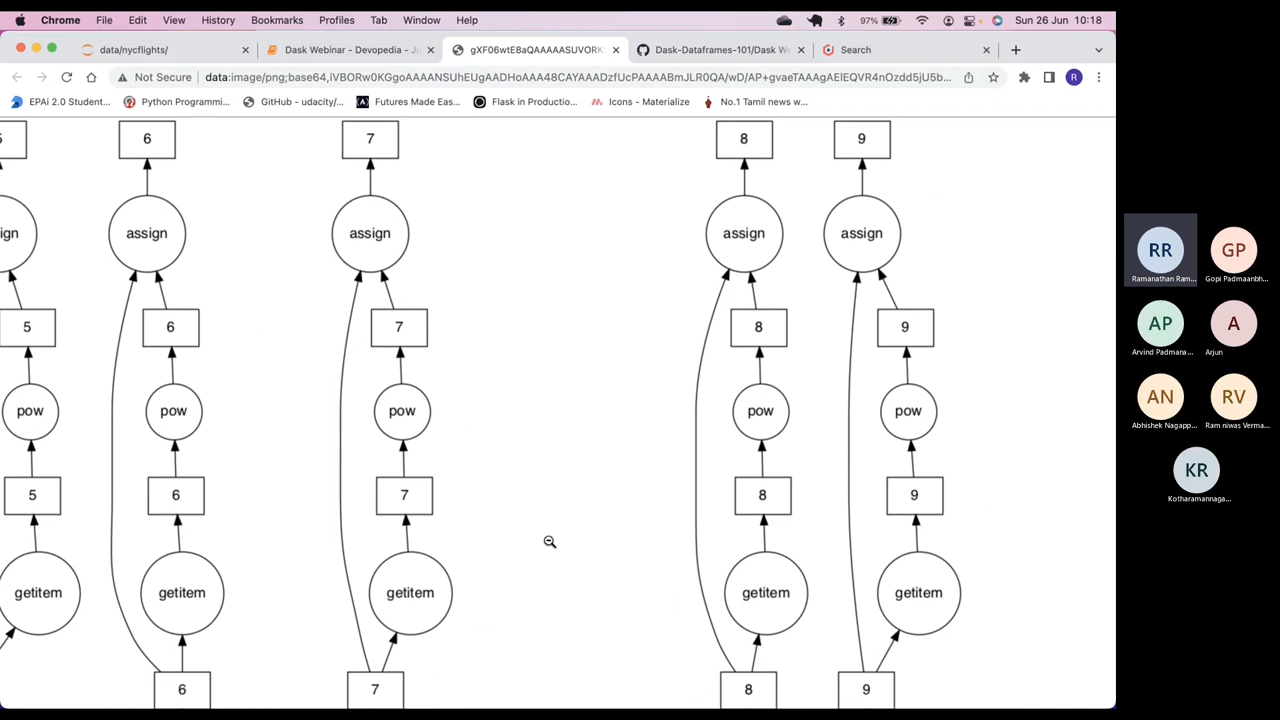 Chrome File Edit View History Bookmarks Profiles Tab Window Help 97% Sun 26 Jun 10:18
data/nycflights/ Dask Webinar - Devopedia - Ju gXF06wtE8aQAAAAASUVORK Dask-Dataframes-101/Dask We Search
Not Secure data:image/png;base64,iVBORw0KGgoAAAANSUhEUgAADHoAAA48CAYAAADzfUcPAAAABmJLR0QA/wD/AP+gvaeTAAAgAElEQVR4nOzdd5jU5b...
EPAi 2.0 Student... Python Programmi... GitHub - udacity/... Futures Made Eas... Flask in Productio... Icons - Materialize No.1 Tamil news w... R
5 6 7 8 9
ign assign assign assign assign
5 6 7 8 9
pow pow pow pow pow
5 6 7 8 9
getitem getitem getitem getitem getitem
6 7 8 9
RR GP
Ramanathan Ram... Gopi Padmaanbh...
AP A
Arvind Padmana... Arjun
AN RV
Abhishek Nagapp... Ram niwas Verma...
KR
Kotharamannaga...